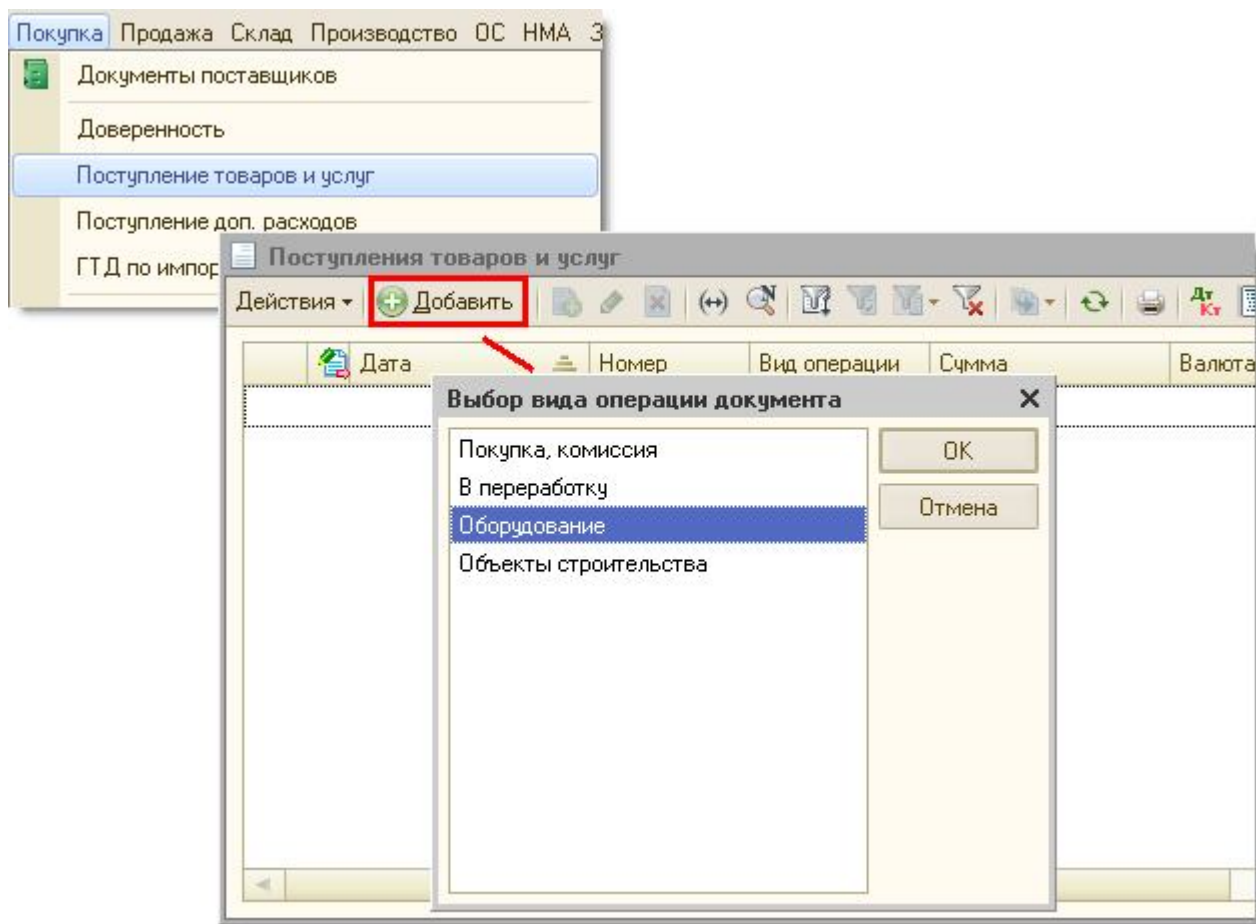 Покупка Продажа Склад Производство ОС НМА З
Документы поставщиков
Доверенность
Поступление товаров и услуг
Поступление доп. расходов
ГТД по импор
Поступления товаров и услуг
Действия Добавить Дт Кт
Дата Номер Вид операции Сумма Валюта
Выбор вида операции документа
Покупка, комиссия
OK
В переработку
Отмена
Оборудование
Объекты строительства